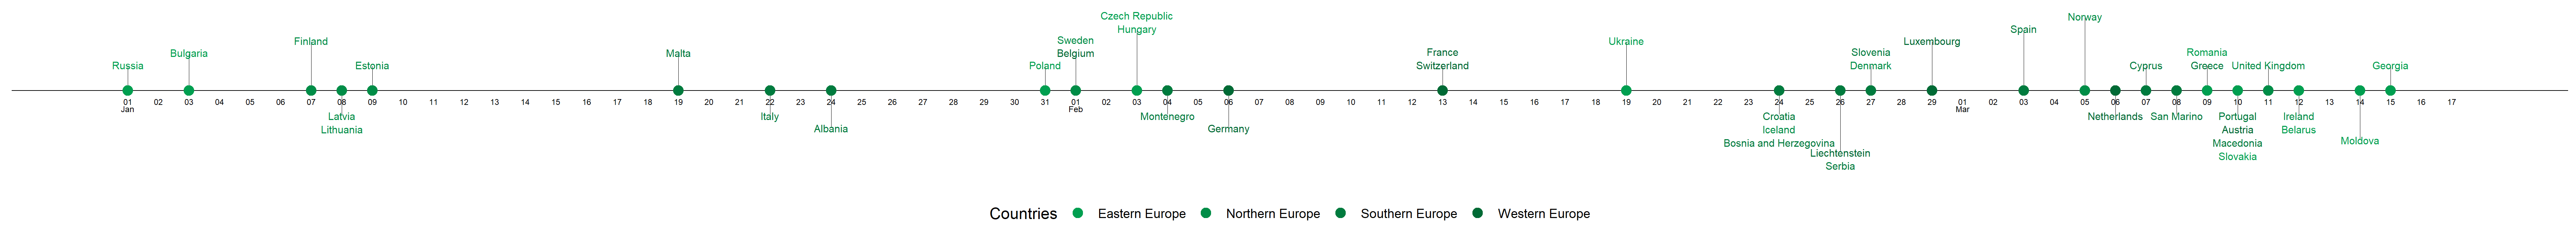 Czech Republic
Norway
Hungary
Spain
Finland
Sweden
Ukraine
Luxembourg
Bulgaria
Malta
Belgium
France
Slovenia
Romania
Russia
Estonia
Poland
Switzerland
Denmark
Cyprus
Greece
United Kingdom
Georgia
01 02 03 04 05 06 07 08 09 10 11 12 13 14 15 16 17 18 19 20 21 22 23 24 25 26 27 28 29 30 31 01 02 03 04 05 06 07 08 09 10 11 12 13 14 15 16 17 18 19 20 21 22 23 24 25 26 27 28 29 01 02 03 04 05 06 07 08 09 10 11 12 13 14 15 16 17
Jan Feb Mar
Latvia
Italy
Montenegro
Croatia
Netherlands
San Marino
Portugal
Ireland
Lithuania
Albania
Germany
Iceland
Austria
Belarus
Bosnia and Herzegovina
Macedonia
Moldova
Liechtenstein
Slovakia
Serbia
Countries Eastern Europe Northern Europe Southern Europe Western Europe